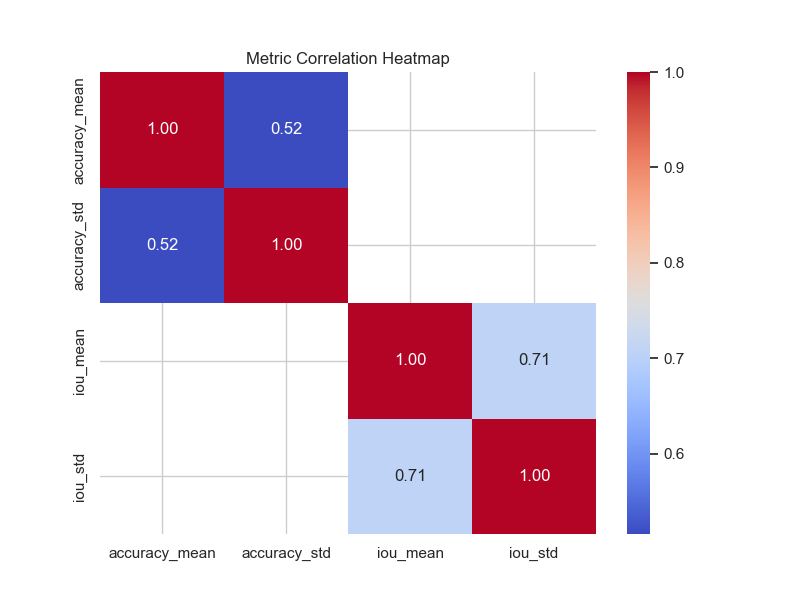 Metric Correlation Heatmap
accuracy_mean
accuracy_std
iou_mean
iou_std
1.00 0.52
0.52 1.00
1.00 0.71
0.71 1.00
accuracy_mean accuracy_std iou_mean iou_std
1.0
0.9
0.8
0.7
0.6